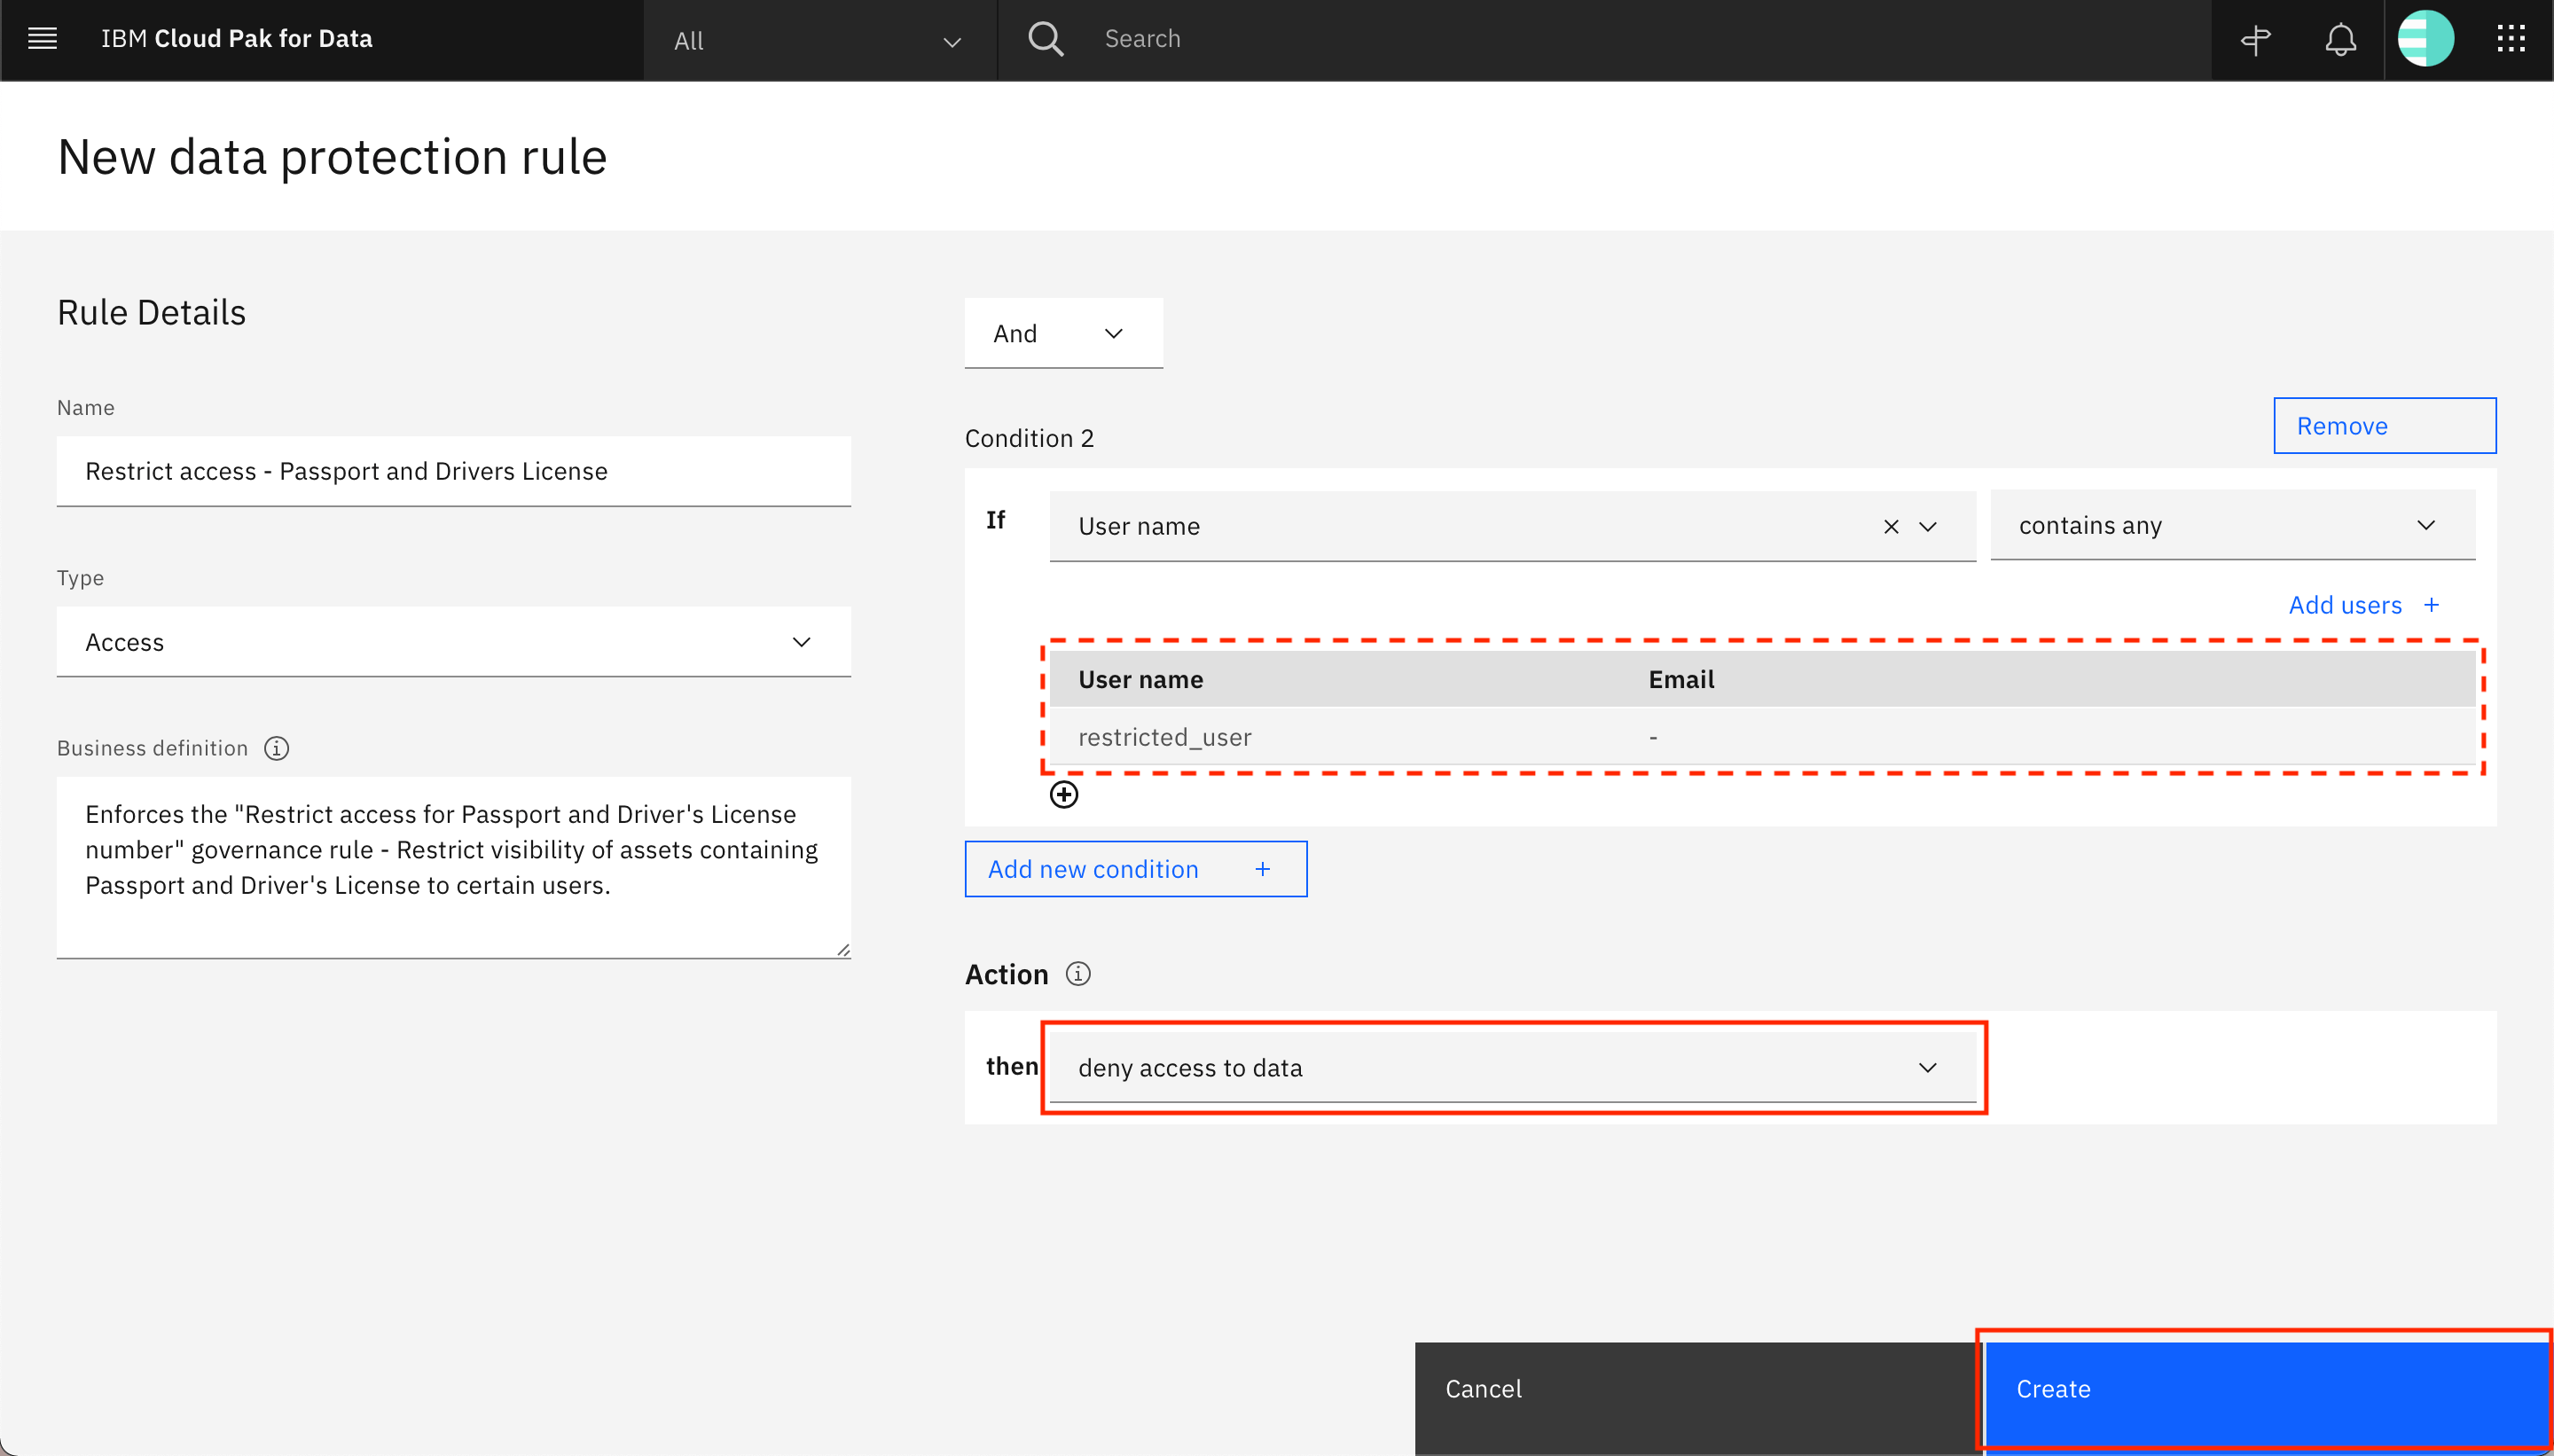 IBM Cloud Pak for Data
All
Search
New data protection rule
Rule Details
Name
Restrict access - Passport and Drivers License
Type
Access
Business definition
Enforces the "Restrict access for Passport and Driver's License
number" governance rule - Restrict visibility of assets containing
Passport and Driver's License to certain users.
And
Condition 2
Remove
If
User name
contains any
Add users +
User name Email
restricted_user -
Add new condition +
Action
then
deny access to data
Cancel
Create